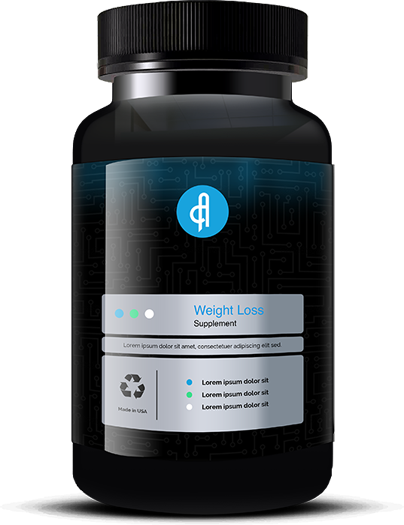 Weight Loss
Supplement
Lorem ipsum dolor sit amet, consectetuer adipiscing elit sed
Made in USA
Lorem ipsum dolor sit
Lorem ipsum dolor sit
Lorem ipsum dolor sit